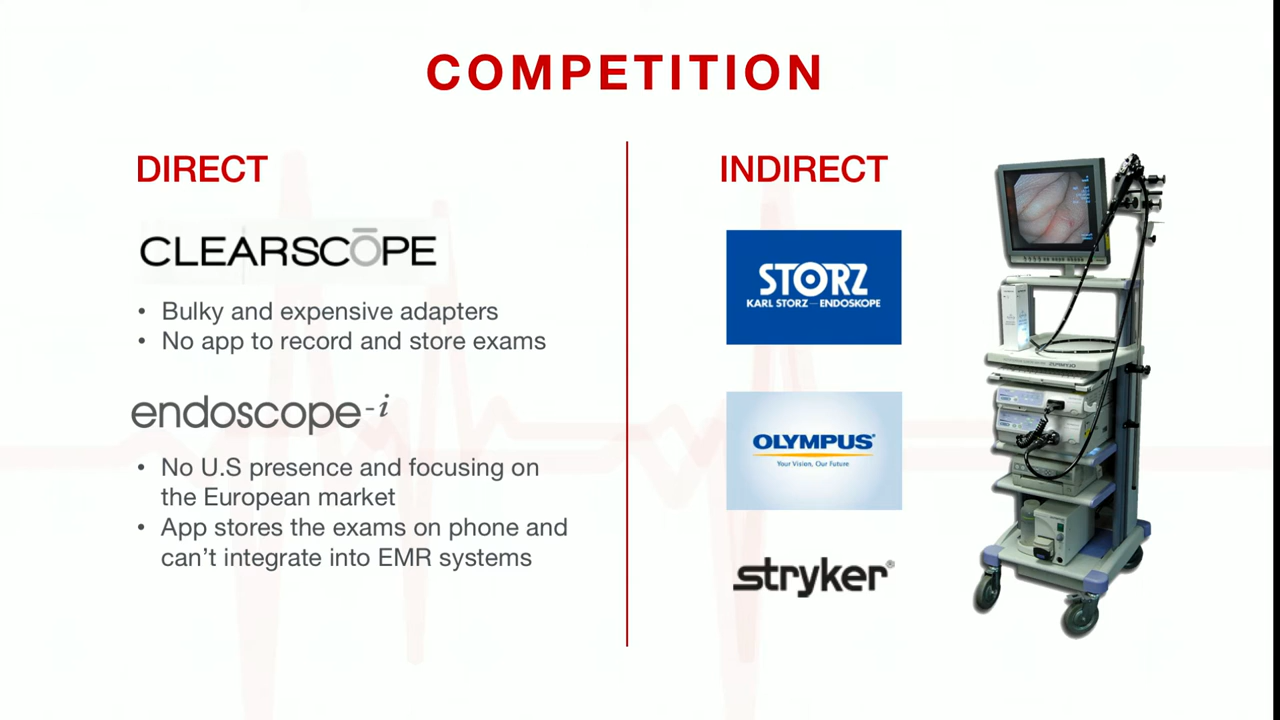 COMPETITION
DIRECT
CLEARSCOPE
• Bulky and expensive adapters
• No app to record and store exams
endoscope-i
• No U.S presence and focusing on
the European market
• App stores the exams on phone and
can’t integrate into EMR systems
INDIRECT
STORZ
KARL STORZ—ENDOSKOPE
OLYMPUS®
Your Vision, Our Future
stryker®